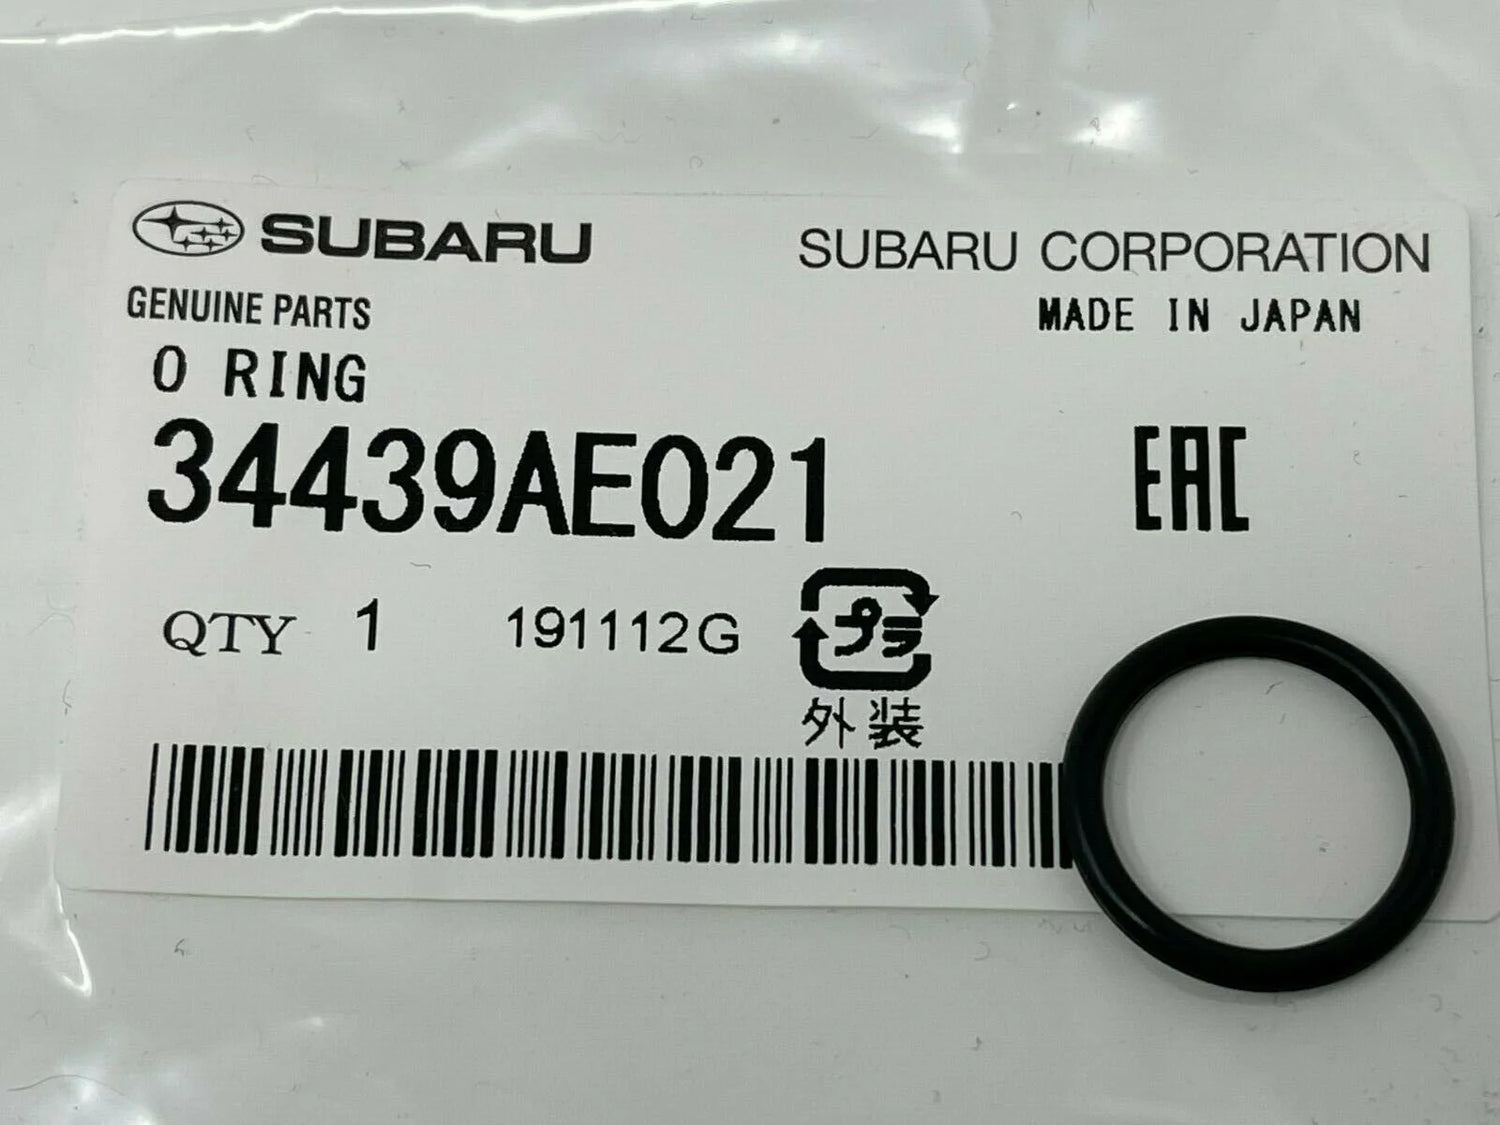 SUBARU
SUBARU CORPORATION
GENUINE PARTS
MADE IN JAPAN
O RING
34439AE021
EAC
QTY 1 191112G
プラ
外装